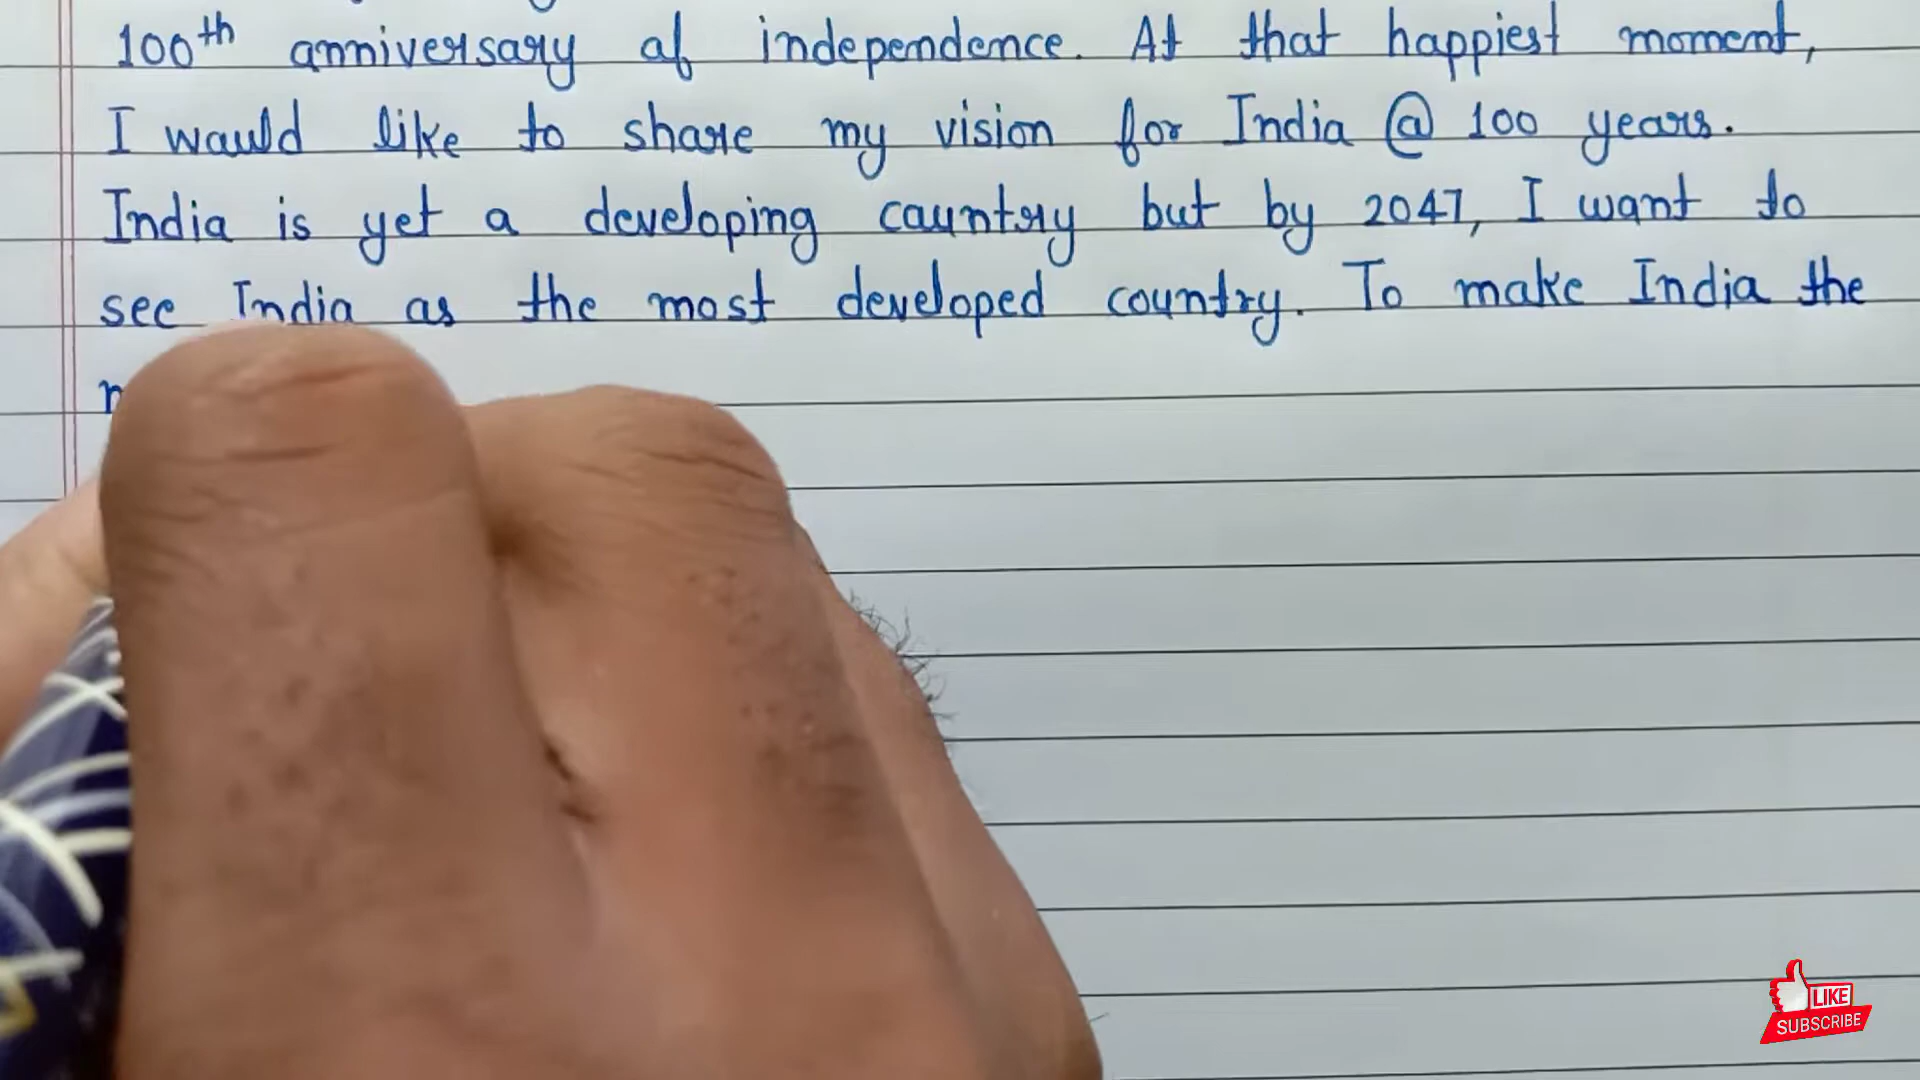 100th anniversary of independence. At that happiest moment,
I would like to share my vision for India @ 100 years.
India is yet a developing country but by 2047, I want to
see India as the most developed country. To make India the
LIKE
SUBSCRIBE